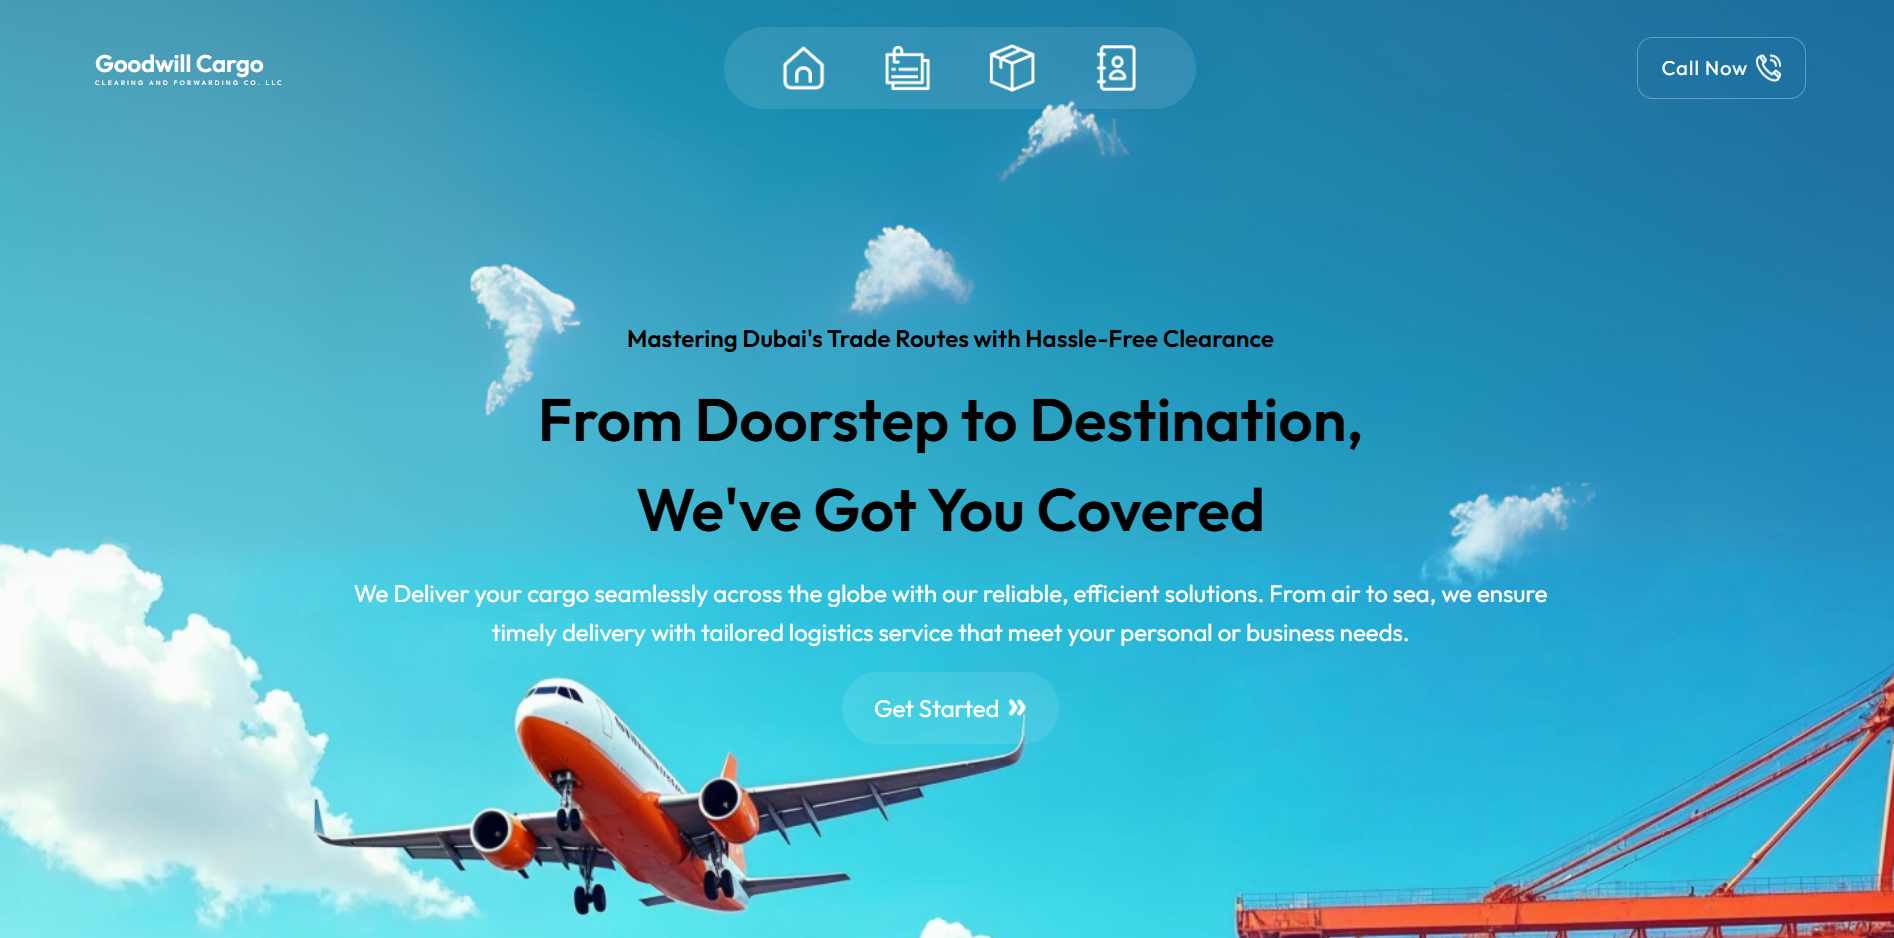 Goodwill Cargo
CLEARING AND FORWARDING CO. LLC
Call Now
Mastering Dubai's Trade Routes with Hassle-Free Clearance
From Doorstep to Destination,
We've Got You Covered
We Deliver your cargo seamlessly across the globe with our reliable, efficient solutions. From air to sea, we ensure
timely delivery with tailored logistics service that meet your personal or business needs.
Get Started »